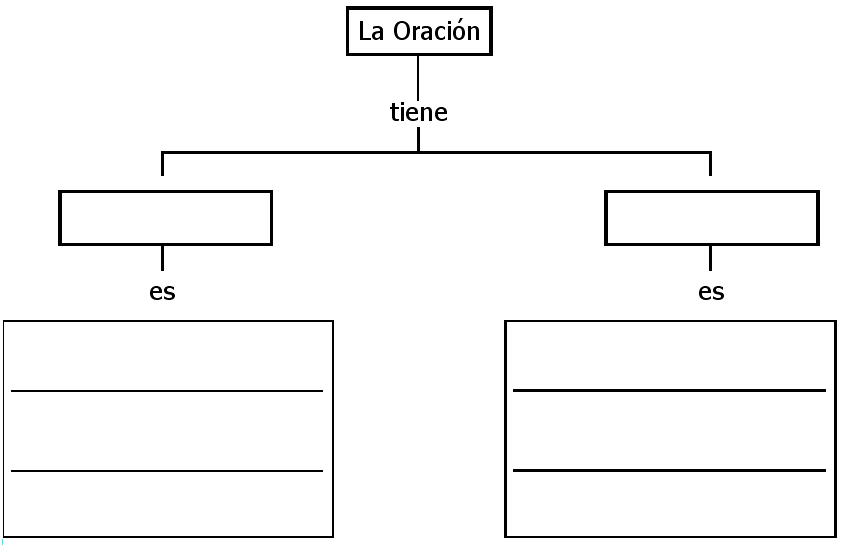 La Oración
tiene
es
es